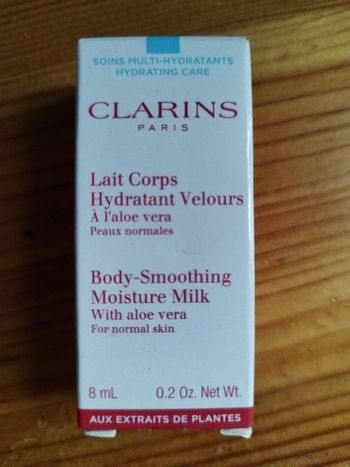 SOINS MULTI-HYDRATANTS
HYDRATING CARE
CLARINS
PARIS
Lait Corps
Hydratant Velours
À l'aloe vera
Peaux normales
Body-Smoothing
Moisture Milk
With aloe vera
For normal skin
8 mL 0.2 Oz. Net Wt.
AUX EXTRAITS DE PLANTES